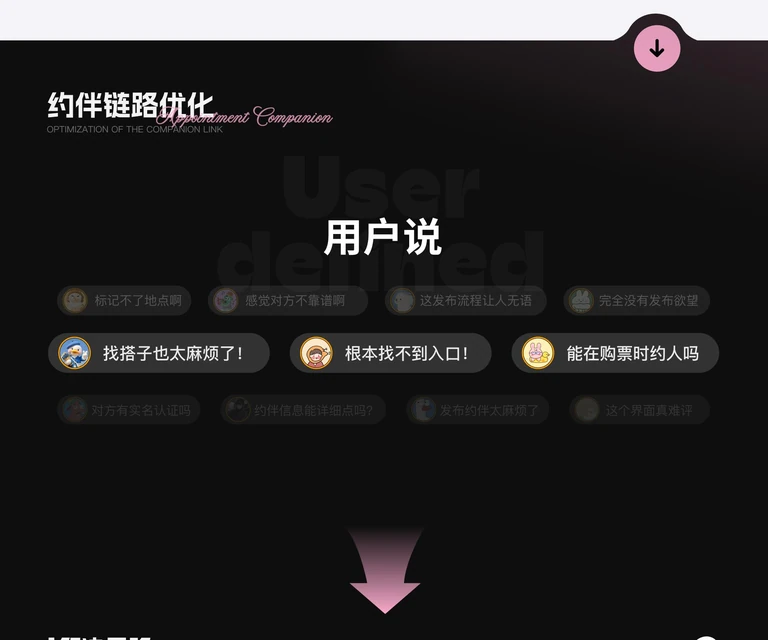 约伴链路优化
Appointment Companion
OPTIMIZATION OF THE COMPANION LINK
User
用户说
defined
标记不了地点啊
感觉对方不靠谱啊
这发布流程让人无语
完全没有发布欲望
找搭子也太麻烦了！
根本找不到入口！
能在购票时约人吗
对方有实名认证吗
约伴信息能详细点吗?
发布约伴太麻烦了
这个界面真难评